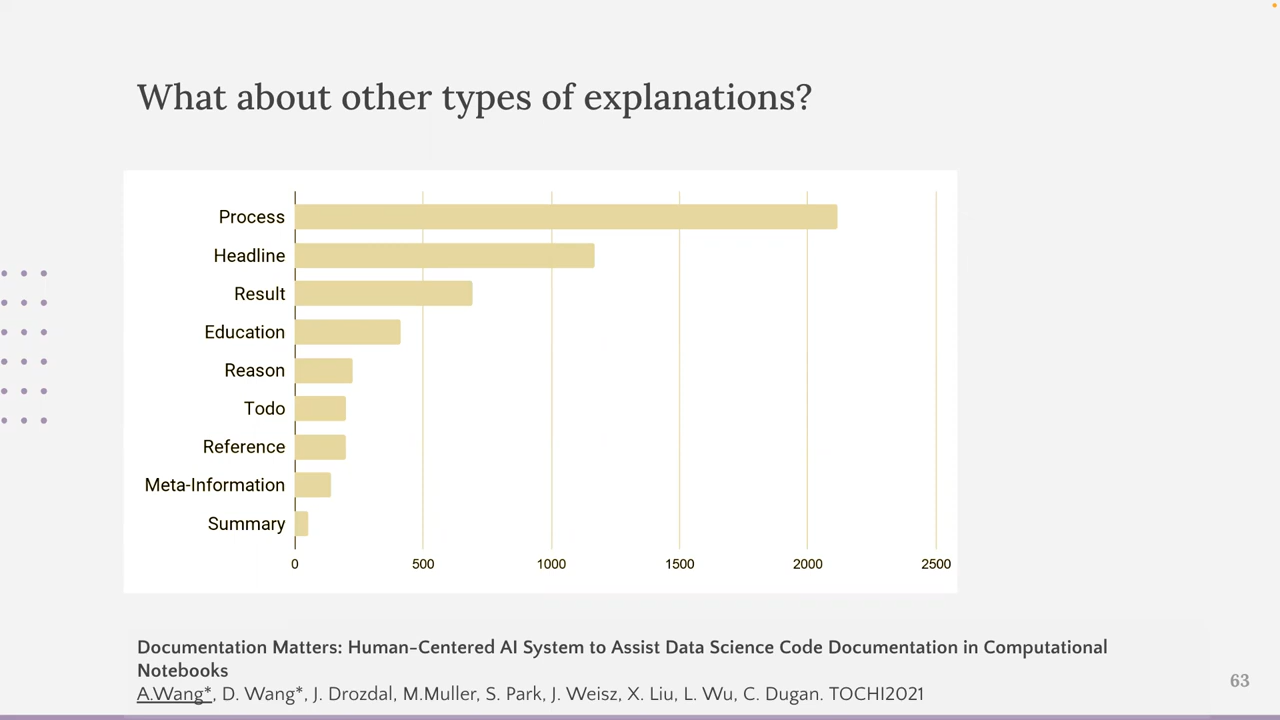 What about other types of explanations?
Process
Headline
Result
Education
Reason
Todo
Reference
Meta-Information
Summary
0 500 1000 1500 2000 2500
Documentation Matters: Human-Centered AI System to Assist Data Science Code Documentation in Computational
Notebooks
A.Wang*, D. Wang*, J. Drozdal, M.Muller, S. Park, J. Weisz, X. Liu, L. Wu, C. Dugan. TOCHI2021
63